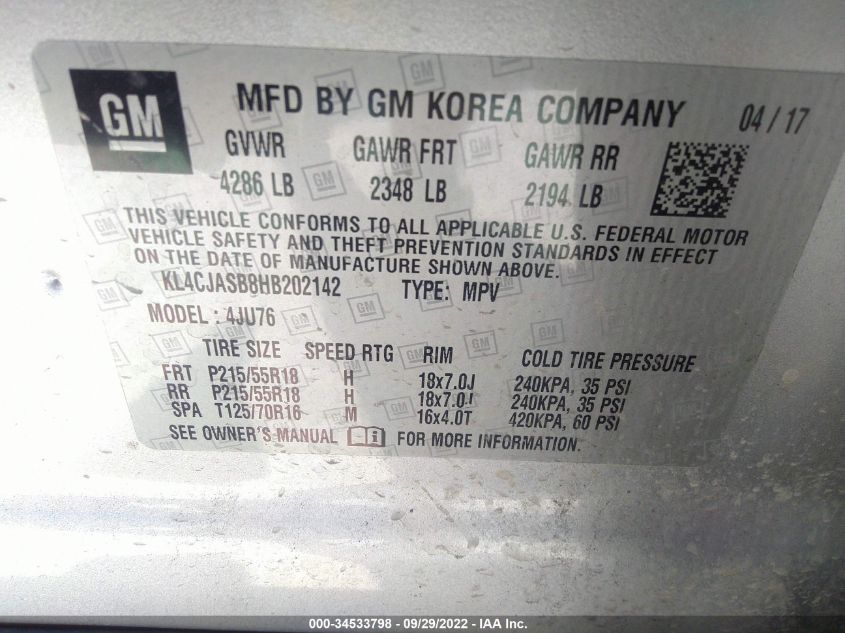 GM MFD BY GM KOREA COMPANY 04 / 17
GVWR GAWR FRT GAWR RR
4286 LB 2348 LB 2194 LB
THIS VEHICLE CONFORMS TO ALL APPLICABLE U.S. FEDERAL MOTOR
VEHICLE SAFETY AND THEFT PREVENTION STANDARDS IN EFFECT
ON THE DATE OF MANUFACTURE SHOWN ABOVE.
KL4CJASB8HB202142 TYPE: MPV
MODEL : 4JU76
TIRE SIZE SPEED RTG RIM COLD TIRE PRESSURE
FRT P215/55R18 H 18x7.0J 240KPA, 35 PSI
RR P215/55R18 H 18x7.0J 240KPA, 35 PSI
SPA T125/70R16 M 16x4.0T 420KPA, 60 PSI
SEE OWNER'S MANUAL FOR MORE INFORMATION.
000-34533798 - 09/29/2022 - IAA Inc.